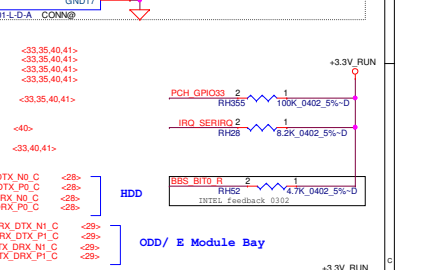 GND17
01-L-D-A CONN@
<33,35,40,41>
<33,35,40,41>
<33,35,40,41>
<33,35,40,41>
+3.3V_RUN
PCH_GPIO33 2 1
<33,35,40,41> RH355 100K_0402_5%~D
IRQ_SERIRQ 2 1
<40> RH28 8.2K_0402_5%~D
<33,40,41>
DTX_N0_C <28>
DTX_P0_C <28>
RX_N0_C <28>
RX_P0_C <28>
HDD
BBS_BIT0_R 2 1
RH52 4.7K_0402_5%~D
INTEL feedback 0302
RX_DTX_N1_C <29>
RX_DTX_P1_C <29>
TX_DRX_N1_C <29>
TX_DRX_P1_C <29>
ODD/ E Module Bay
C
+3.3V_RUN